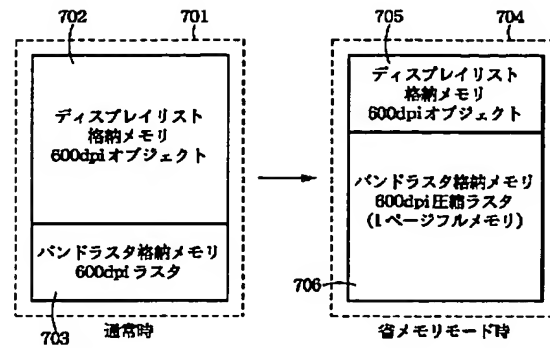 702
701
ディスプレイリスト
格納メモリ
600dpiオブジェクト
バンドラスタ格納メモリ
600dpiラスタ
703
通常時
705
704
ディスプレイリスト
格納メモリ
600dpiオブジェクト
バンドラスタ格納メモリ
600dpi圧縮ラスタ
(1ページフルメモリ)
706
省メモリモード時